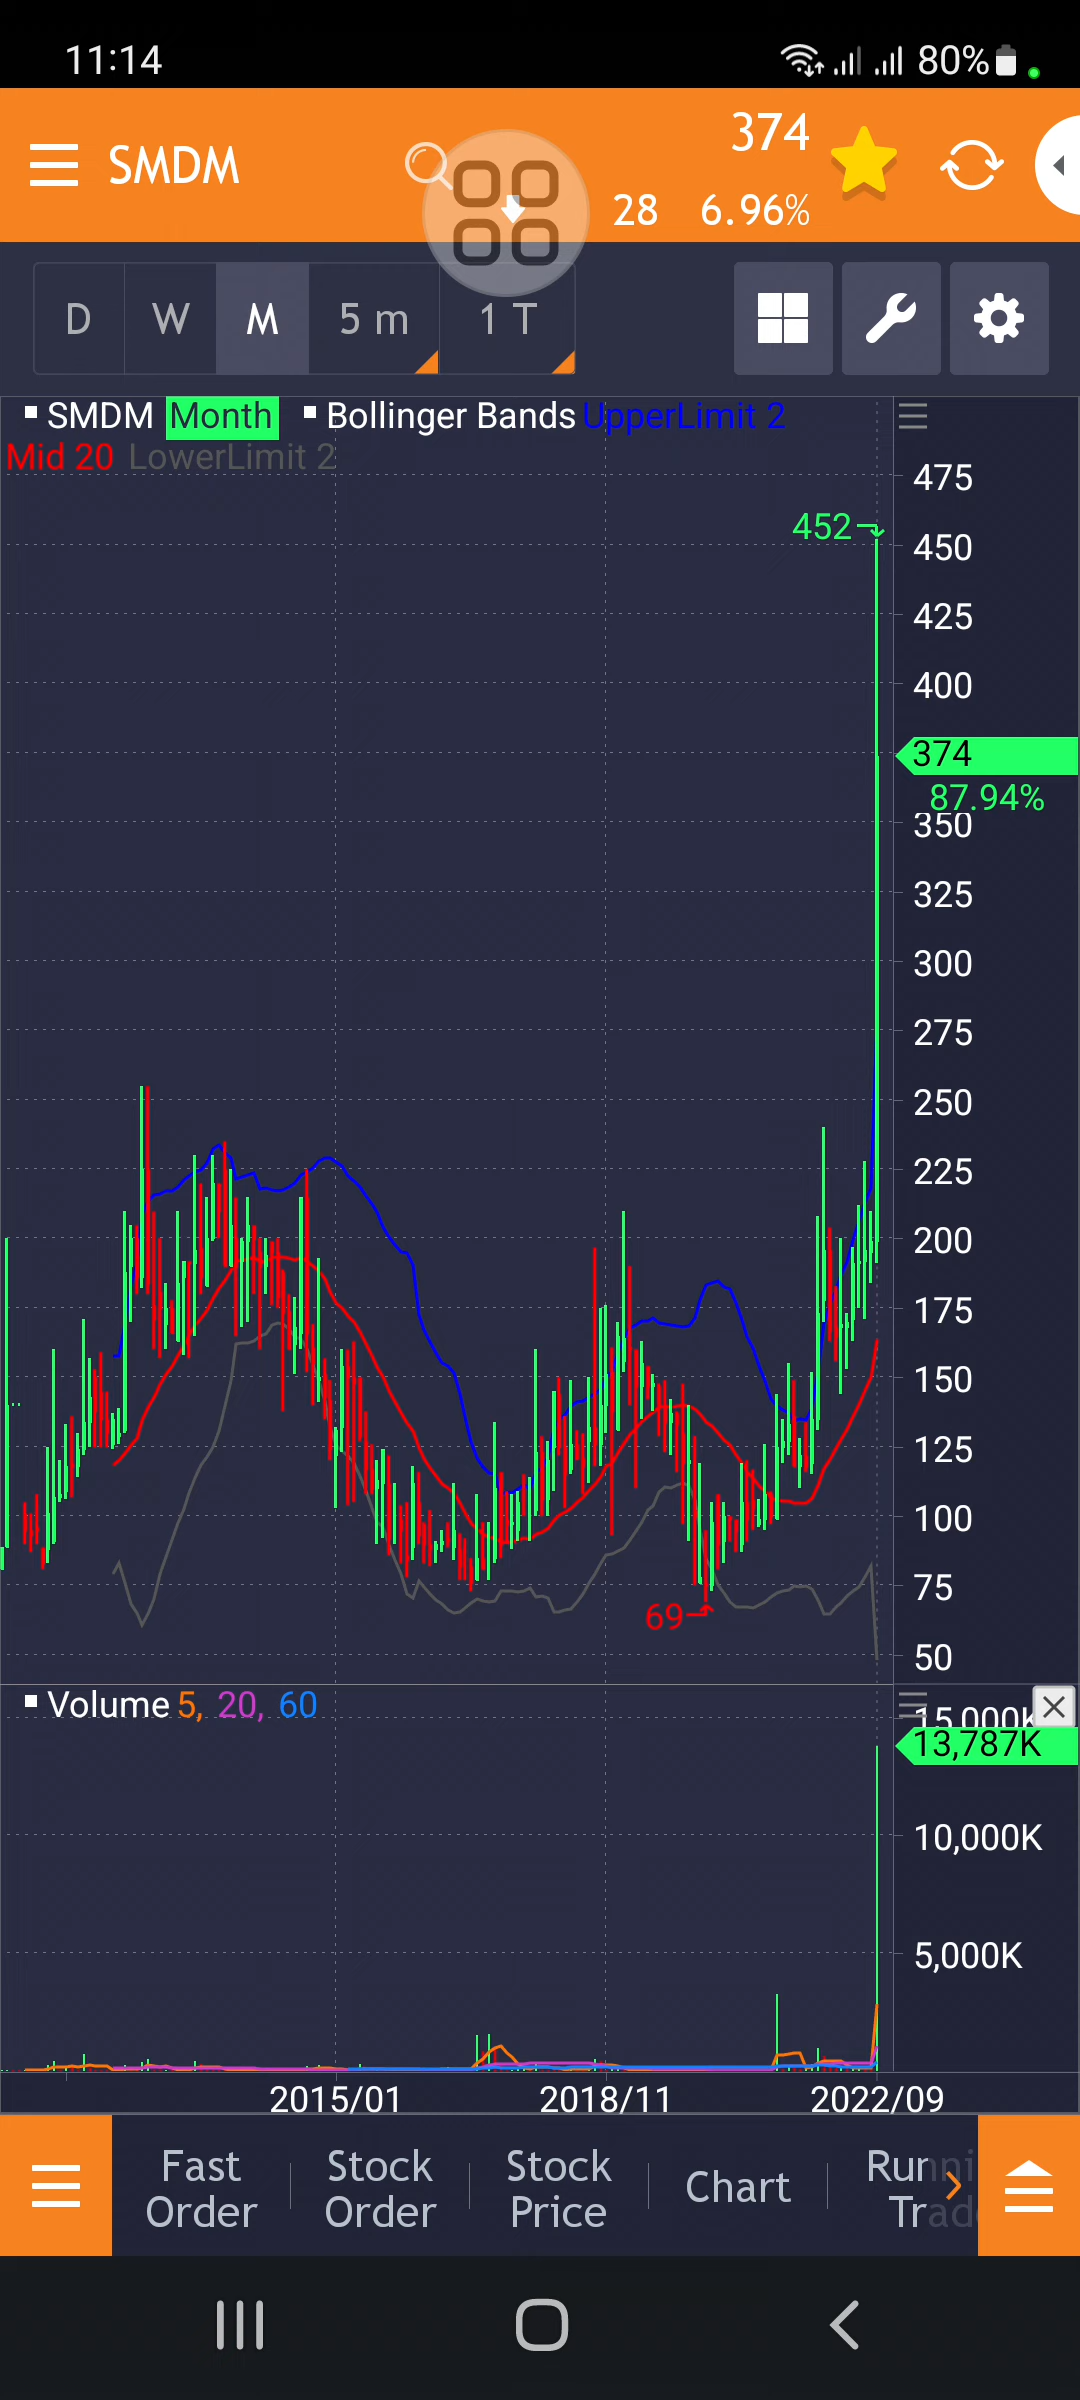 11:14 80%
SMDM 374
28 6.96%
D W M 5 m 1 T
SMDM Month Bollinger Bands UpperLimit 2
Mid 20 LowerLimit 2
475
452
450
425
400
374
87.94%
350
325
300
275
250
225
200
175
150
125
100
75
69
50
Volume 5, 20, 60
15,000K
13,787K
10,000K
5,000K
2015/01 2018/11 2022/09
Fast Order
Stock Order
Stock Price
Chart